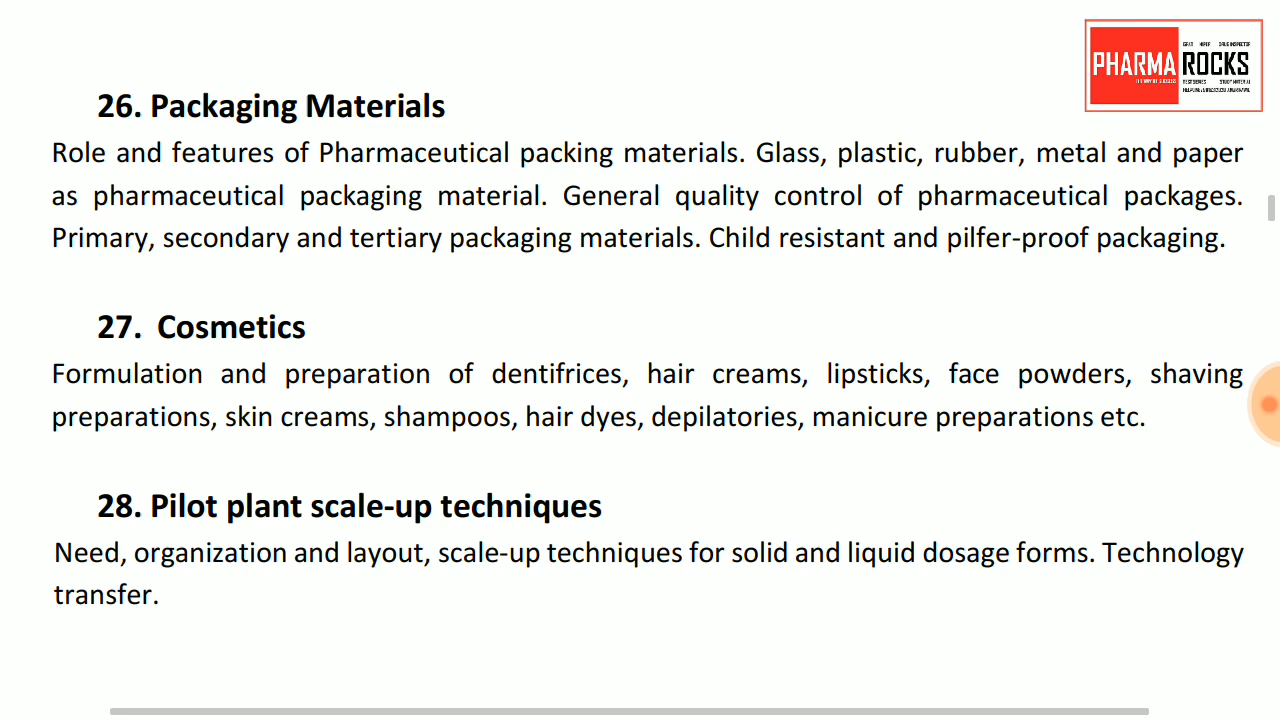 PHARMA ROCKS
26. Packaging Materials
Role and features of Pharmaceutical packing materials. Glass, plastic, rubber, metal and paper
as pharmaceutical packaging material. General quality control of pharmaceutical packages.
Primary, secondary and tertiary packaging materials. Child resistant and pilfer-proof packaging.
27. Cosmetics
Formulation and preparation of dentifrices, hair creams, lipsticks, face powders, shaving
preparations, skin creams, shampoos, hair dyes, depilatories, manicure preparations etc.
28. Pilot plant scale-up techniques
Need, organization and layout, scale-up techniques for solid and liquid dosage forms. Technology
transfer.